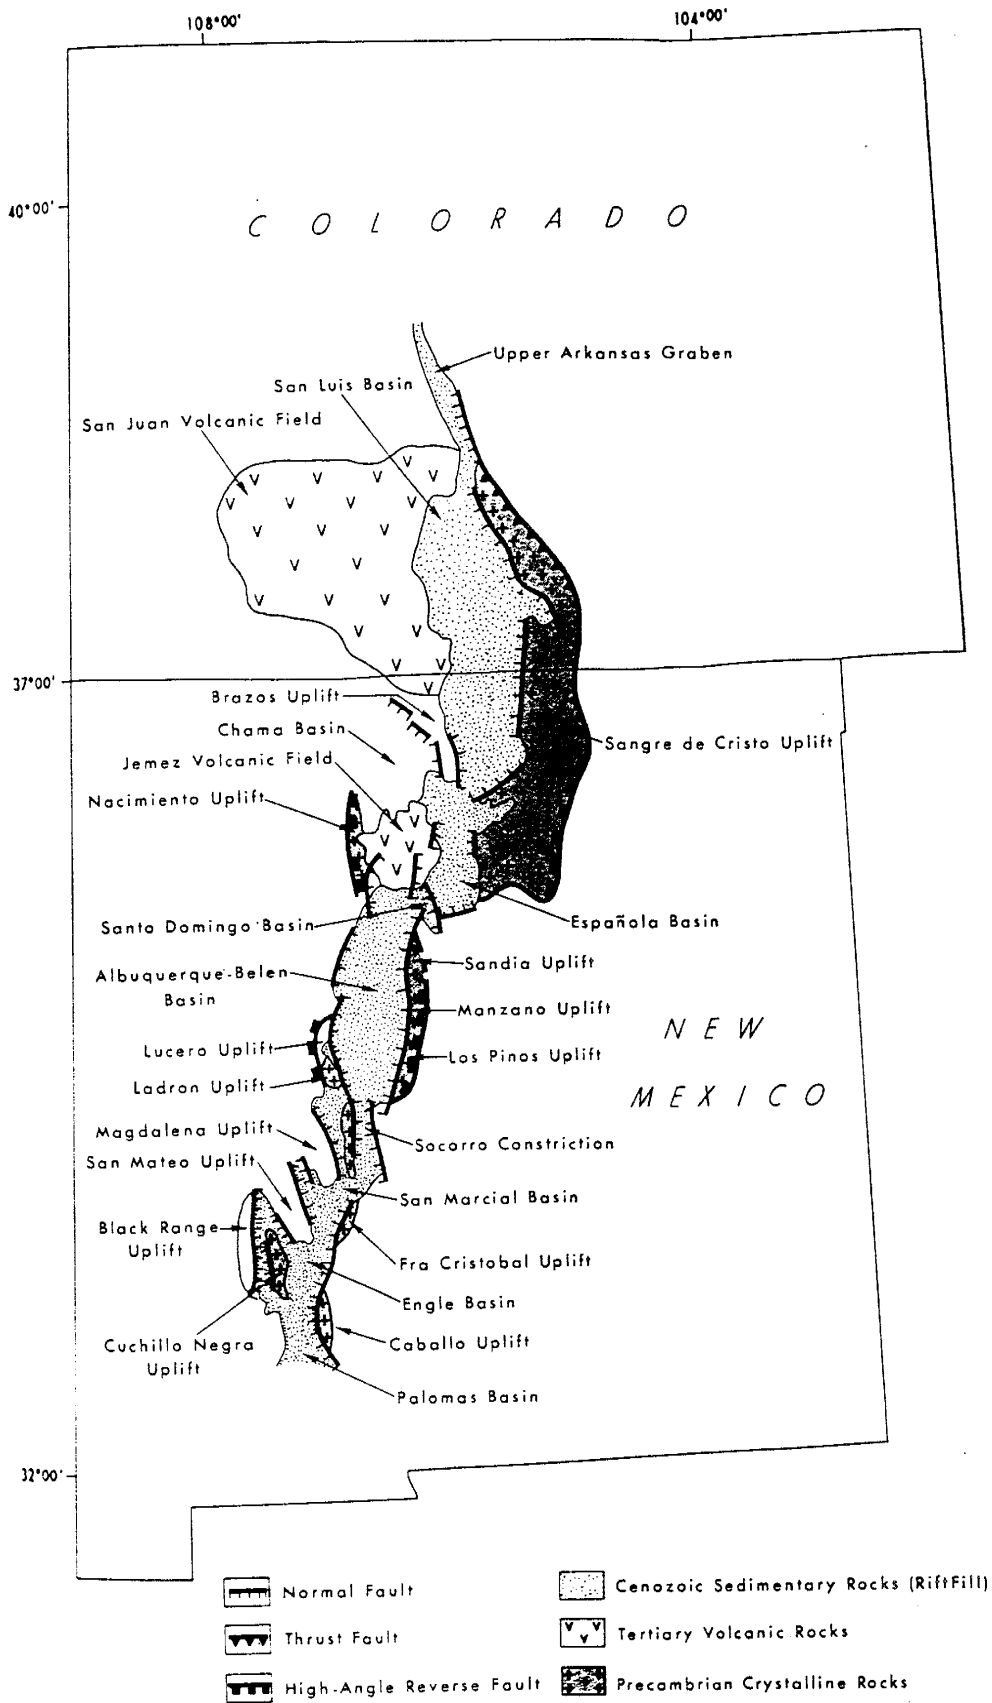 108°00'
104°00'
40°00'
C O L O R A D O
Upper Arkansas Graben
San Luis Basin
San Juan Volcanic Field
37°00'
Brazos Uplift
Chama Basin
Sangre de Cristo Uplift
Jemez Volcanic Field
Nacimiento Uplift
Santo Domingo Basin
Española Basin
Albuquerque-Belen
Basin
Sandia Uplift
Manzano Uplift
N E W
Lucero Uplift
Los Pinos Uplift
Ladron Uplift
M E X I C O
Magdalena Uplift
Socorro Constriction
San Mateo Uplift
San Marcial Basin
Black Range
Uplift
Fra Cristobal Uplift
Engle Basin
Cuchillo Negra
Uplift
Caballo Uplift
Palomas Basin
32°00'
Normal Fault
Cenozoic Sedimentary Rocks (RiftFill)
Thrust Fault
Tertiary Volcanic Rocks
High-Angle Reverse Fault
Precambrian Crystalline Rocks